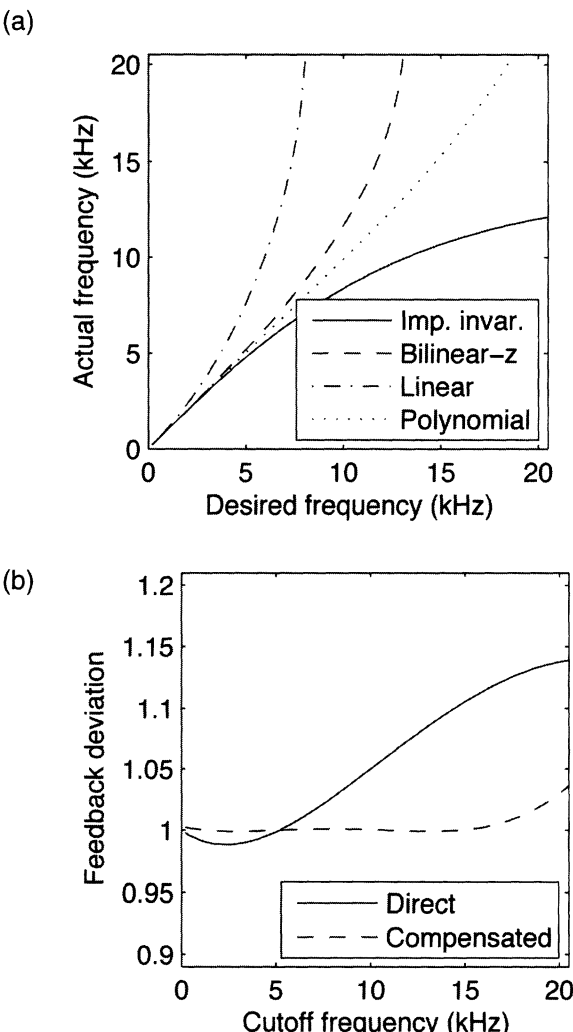 (a)
20
15
10
5
0
Actual frequency (kHz)
Imp. invar.
Bilinear-z
Linear
Polynomial
0 5 10 15 20
Desired frequency (kHz)
(b)
1.2
1.15
1.1
1.05
1
0.95
0.9
Feedback deviation
Direct
Compensated
0 5 10 15 20
Cutoff frequency (kHz)